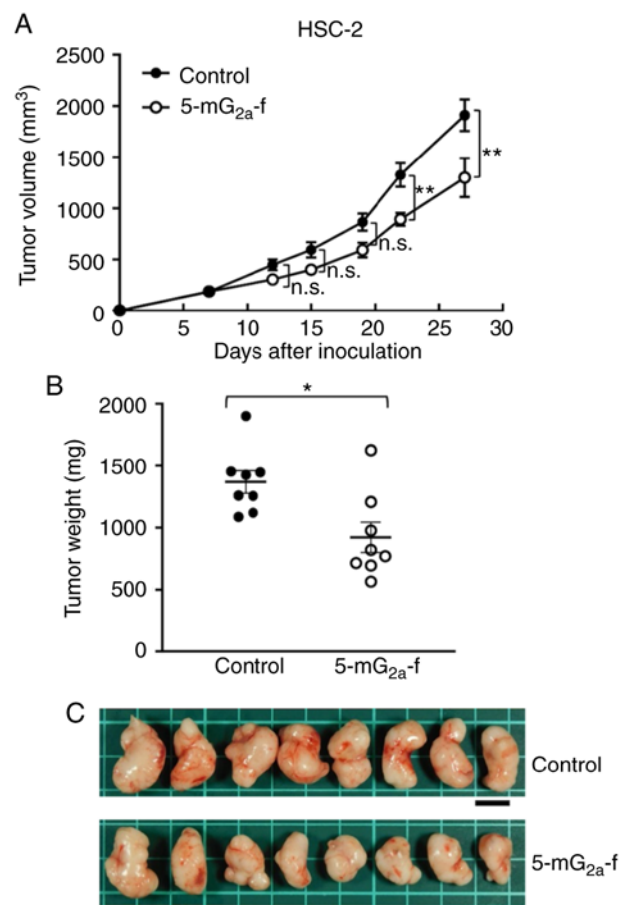 A
HSC-2
Tumor volume (mm³)
2500
2000
1500
1000
500
0
Control
5-mG₂ₐ-f
n.s.
n.s.
n.s.
**
**
0
5
10
15
20
25
30
Days after inoculation
B
*
Tumor weight (mg)
2000
1500
1000
500
0
Control
5-mG₂ₐ-f
C
Control
5-mG₂ₐ-f